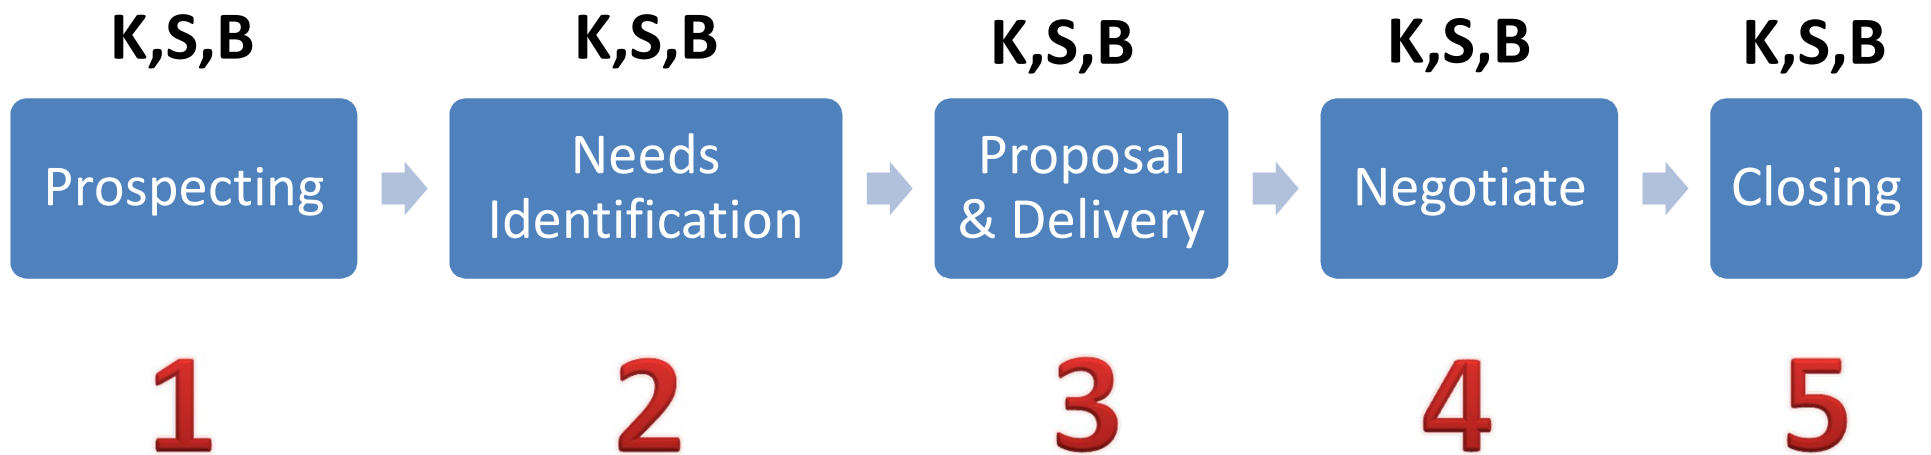 K,S,B K,S,B K,S,B K,S,B K,S,B
Prospecting
Needs
Identification
Proposal
& Delivery
Negotiate
Closing
1 2 3 4 5